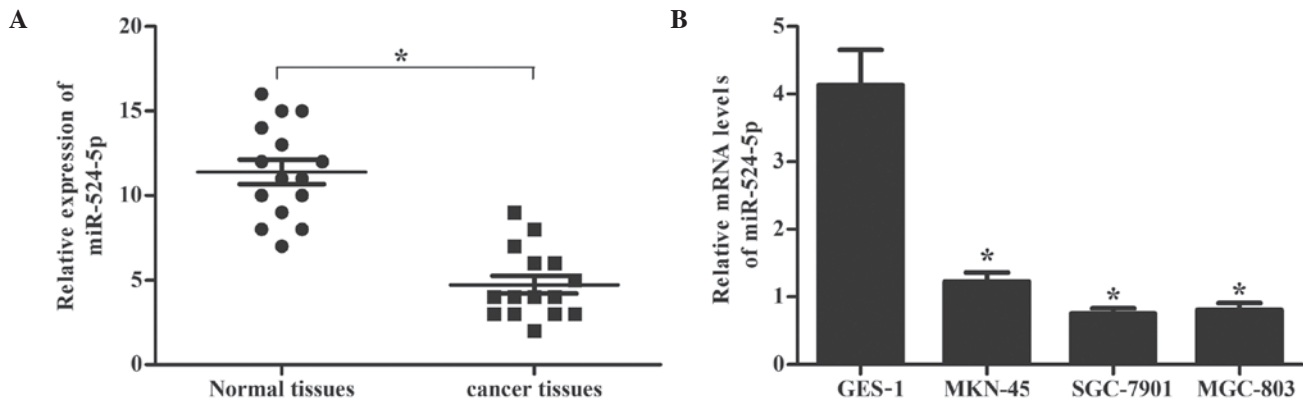 A
Relative expression of
miR-524-5p
20
15
10
5
0
*
Normal tissues
cancer tissues
B
Relative mRNA levels
of miR-524-5p
5
4
3
2
1
0
*
*
*
GES-1
MKN-45
SGC-7901
MGC-803